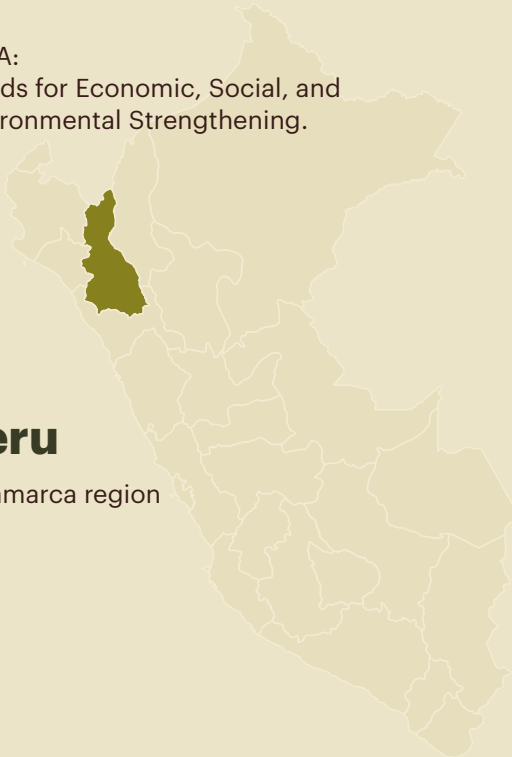 A:
ds for Economic, Social, and
ronmental Strengthening.
eru
marca region